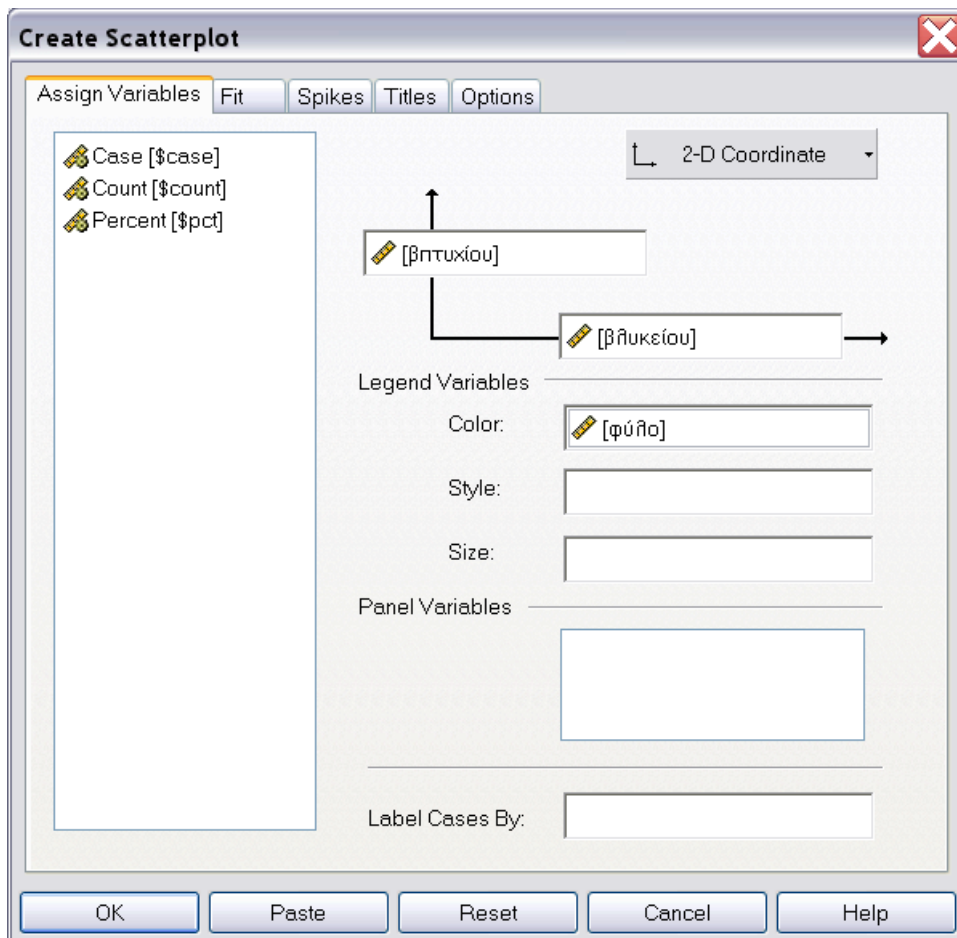 Create Scatterplot
Assign Variables Fit Spikes Titles Options
Case [$case]
Count [$count]
Percent [$pct]
2-D Coordinate
[βπτυχίου]
[βλυκείου]
Legend Variables
Color:
[φύλο]
Style:
Size:
Panel Variables
Label Cases By:
OK Paste Reset Cancel Help